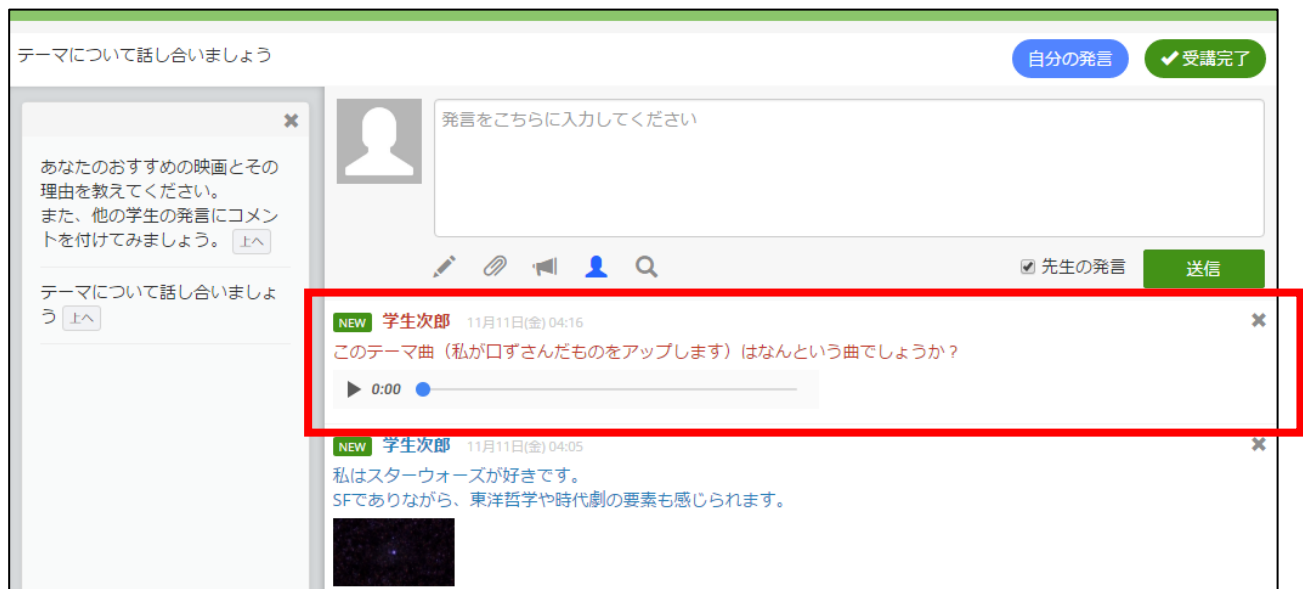 テーマについて話し合いましょう
自分の発言
受講完了
あなたのおすすめの映画とその
理由を教えてください。
また、他の学生の発言にコメン
トを付けてみましょう。 上へ
テーマについて話し合いましょ
う 上へ
発言をこちらに入力してください
先生の発言
送信
NEW 学生次郎 11月11日(金) 04:16
このテーマ曲（私が口ずさんだものをアップします）はなんという曲でしょうか？
0:00
NEW 学生次郎 11月11日(金) 04:05
私はスターウォーズが好きです。
SFでありながら、東洋哲学や時代劇の要素も感じられます。